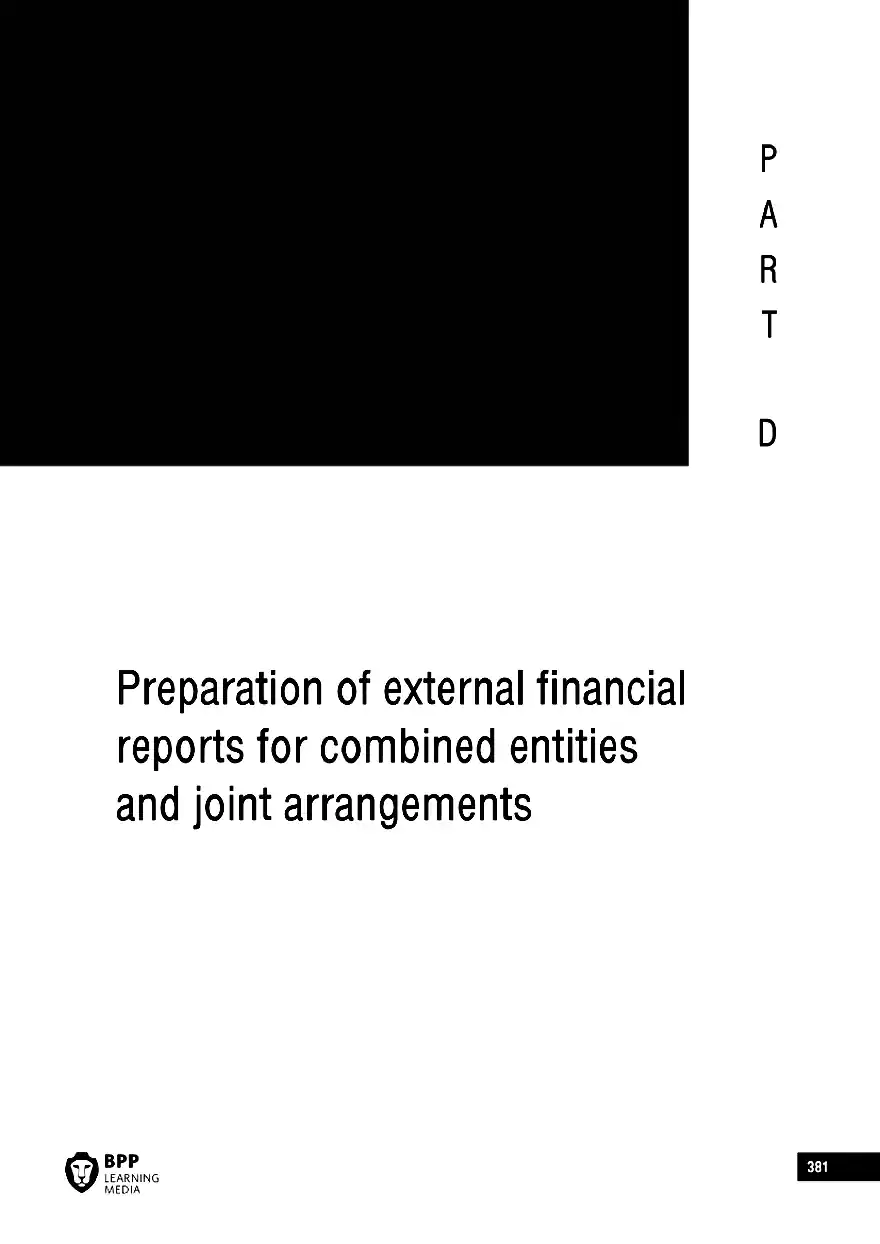 P
A
R
T
D
Preparation of external financial
reports for combined entities
and joint arrangements
BPP
LEARNING
MEDIA
381